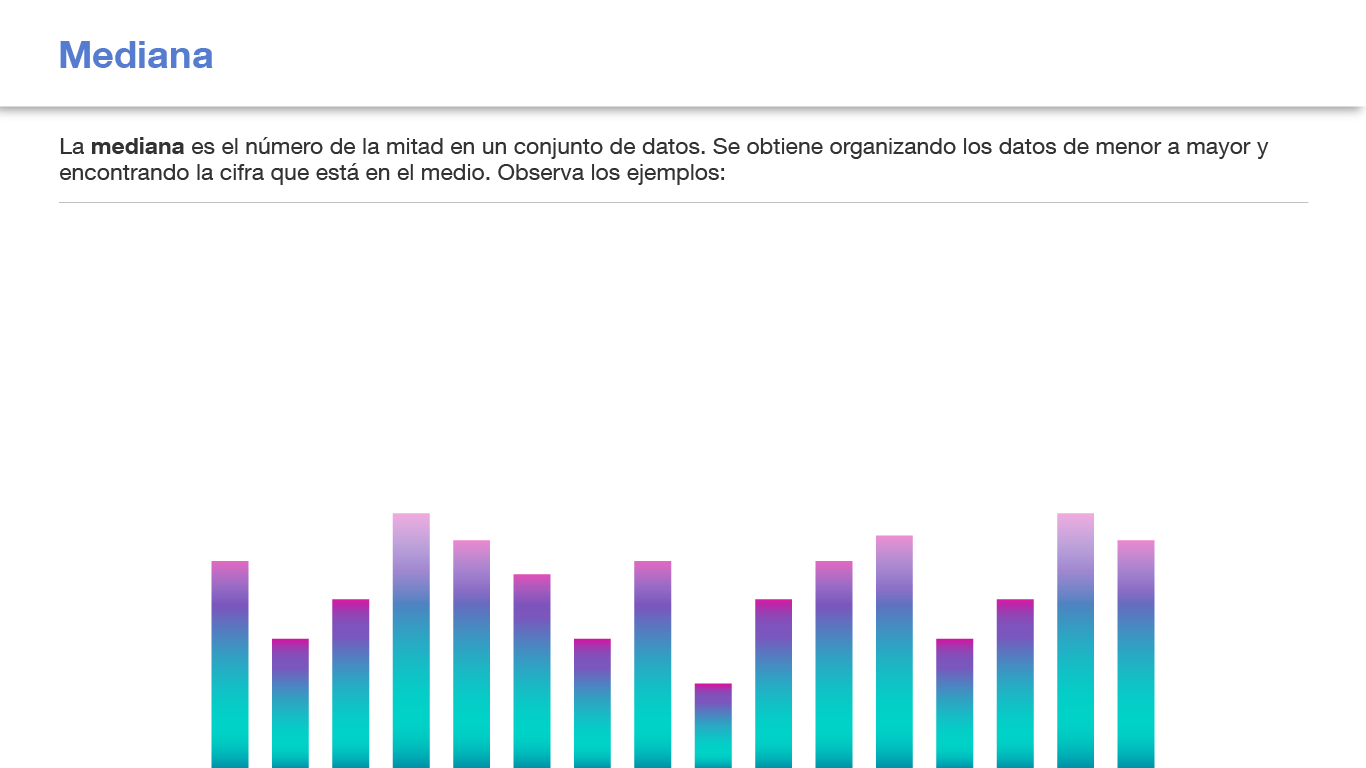 Mediana
La mediana es el número de la mitad en un conjunto de datos. Se obtiene organizando los datos de menor a mayor y
encontrando la cifra que está en el medio. Observa los ejemplos: